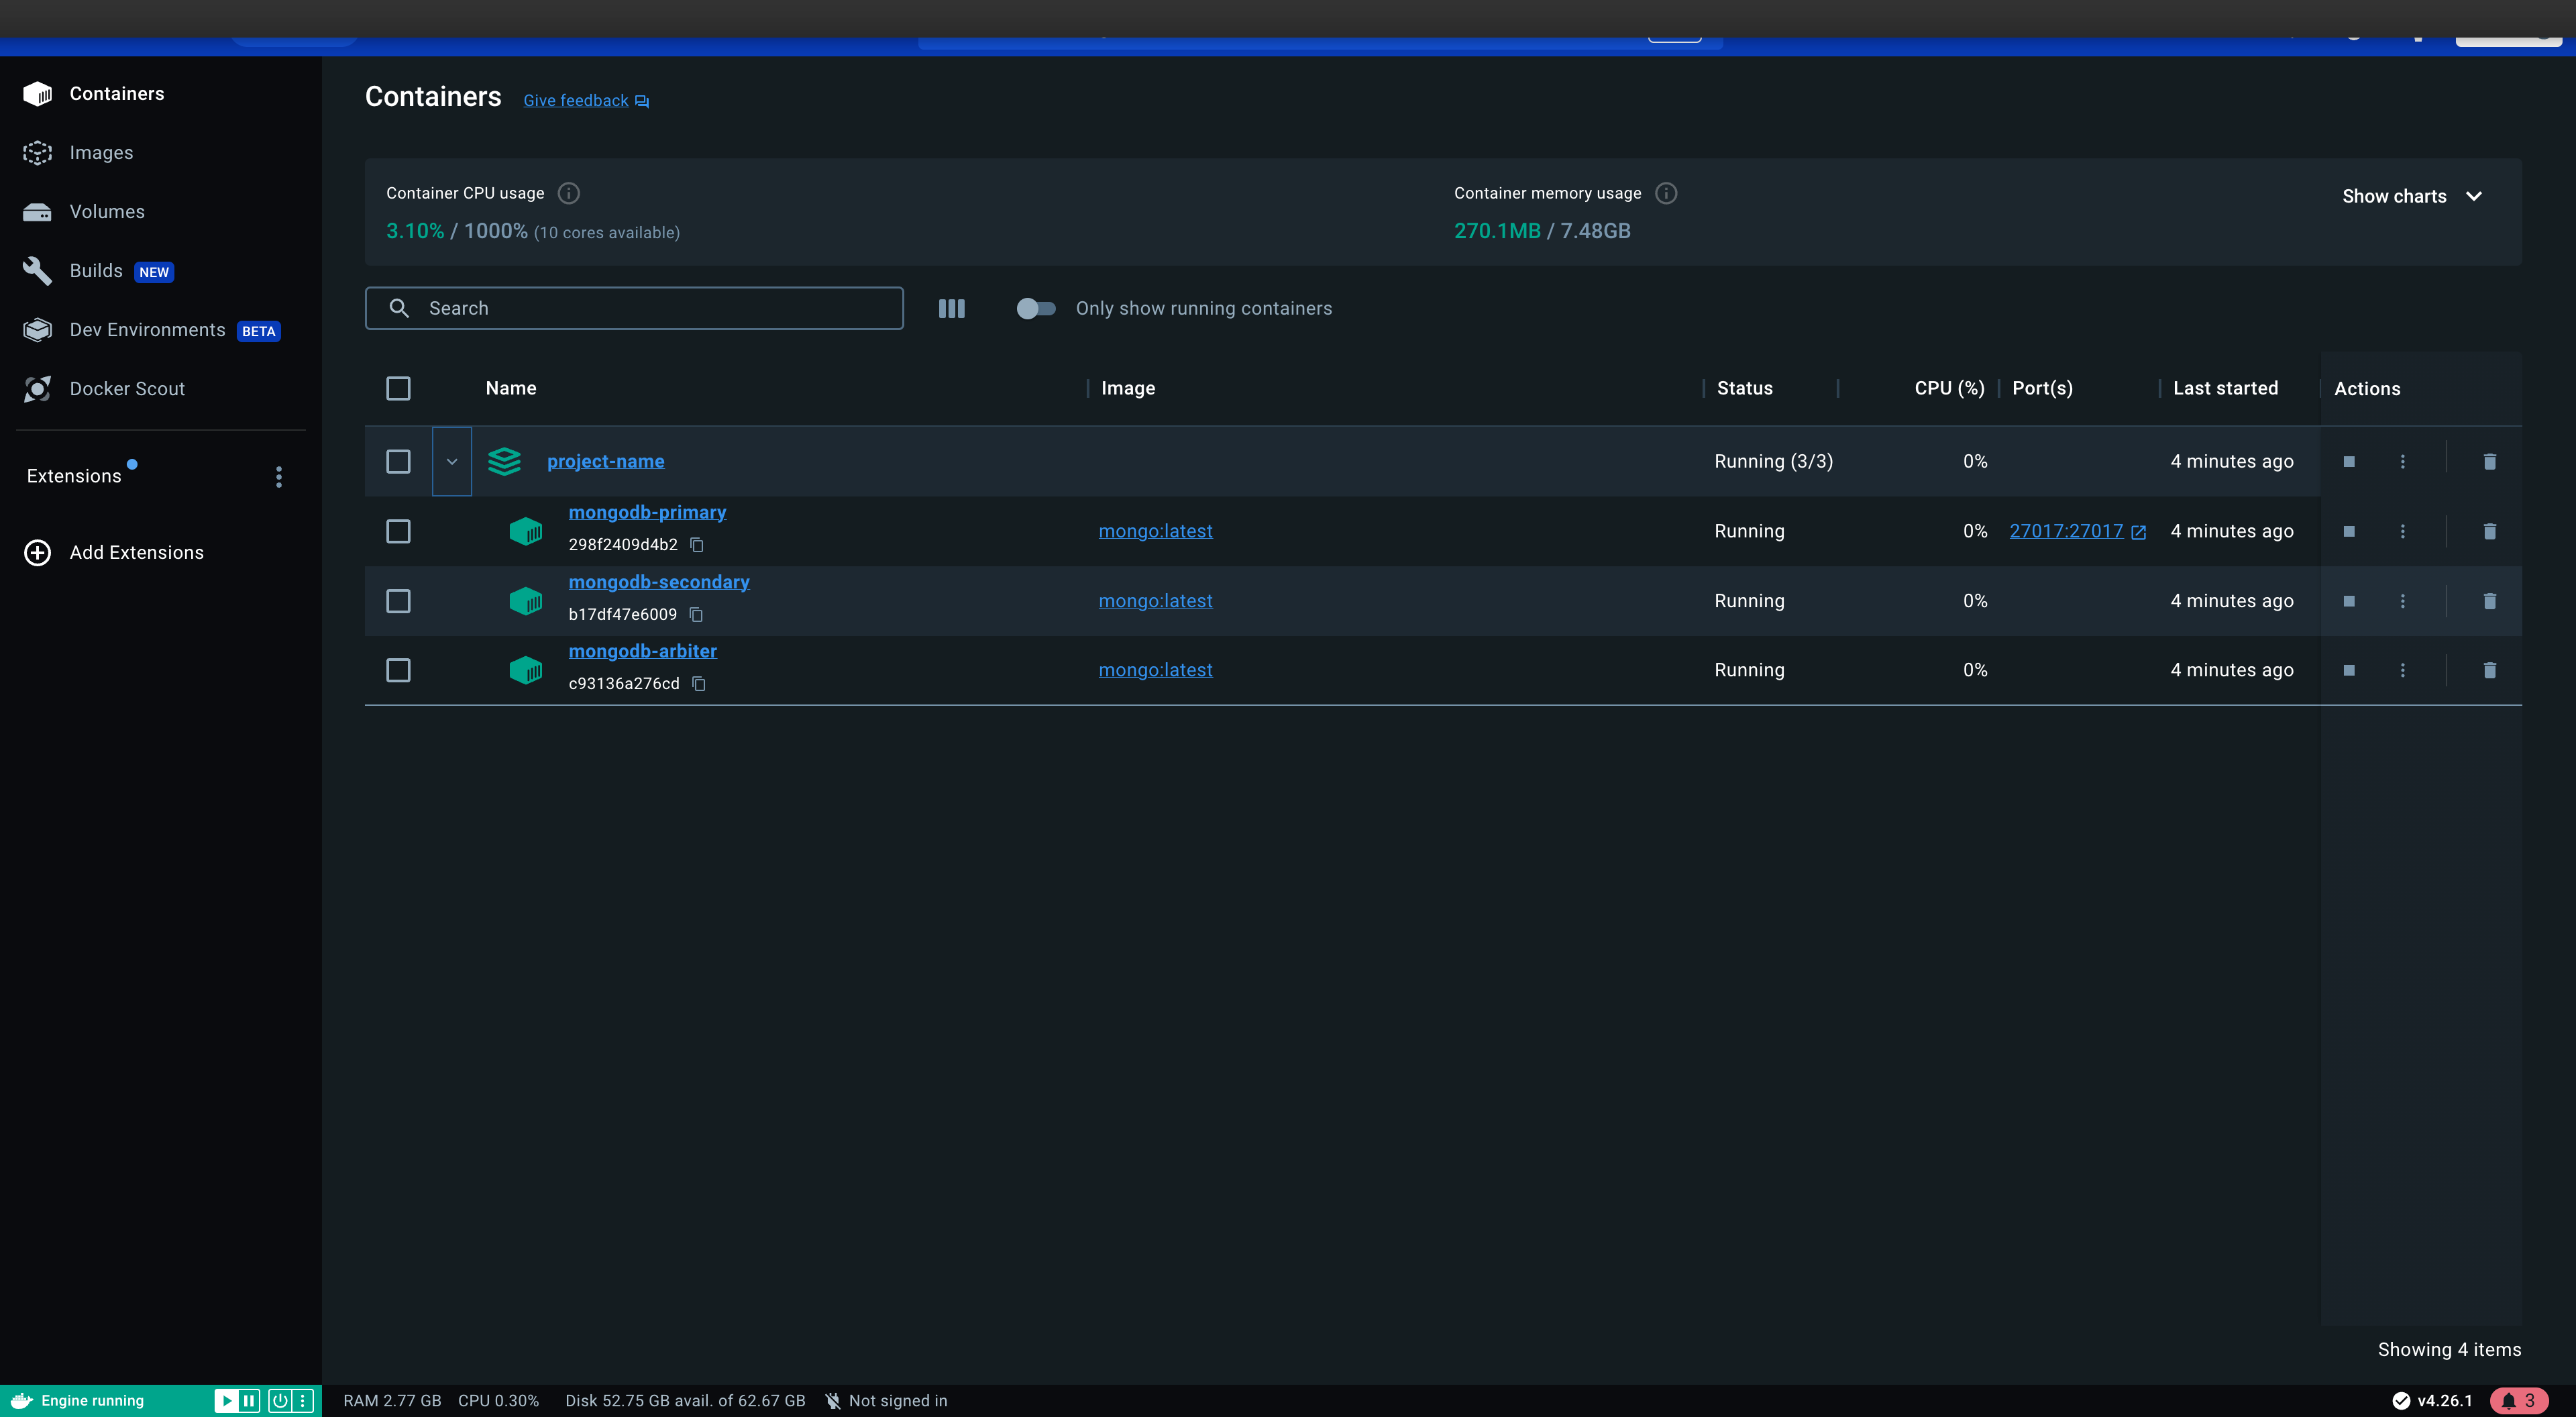 Containers
Images
Volumes
Builds NEW
Dev Environments BETA
Docker Scout
Extensions
Add Extensions
Containers Give feedback
Container CPU usage
3.10% / 1000% (10 cores available)
Container memory usage
270.1MB / 7.48GB
Show charts
Search
Only show running containers
Name Image Status CPU (%) Port(s) Last started Actions
project-name Running (3/3) 0% 4 minutes ago
mongodb-primary
298f2409d4b2
mongo:latest Running 0% 27017:27017 4 minutes ago
mongodb-secondary
b17df47e6009
mongo:latest Running 0% 4 minutes ago
mongodb-arbiter
c93136a276cd
mongo:latest Running 0% 4 minutes ago
Showing 4 items
Engine running
RAM 2.77 GB CPU 0.30% Disk 52.75 GB avail. of 62.67 GB Not signed in
v4.26.1
3